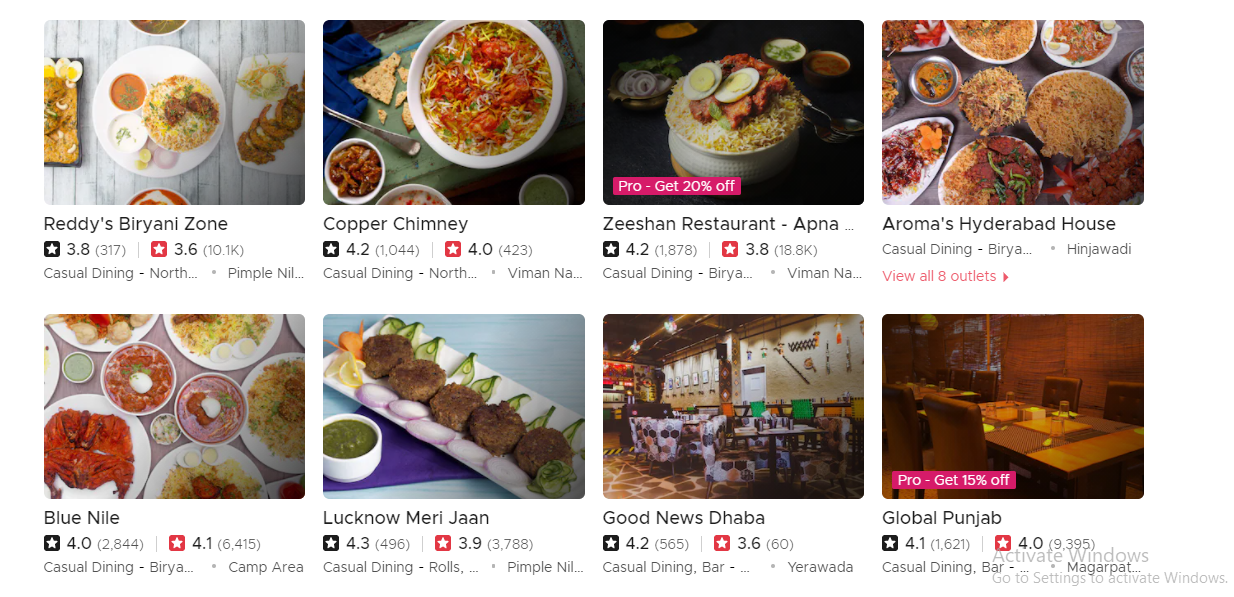 Pro - Get 20% off
Reddy's Biryani Zone
Copper Chimney
Zeeshan Restaurant - Apna ...
Aroma's Hyderabad House
3.8 (317) 3.6 (10.1K)
4.2 (1,044) 4.0 (423)
4.2 (1,878) 3.8 (18.8K)
Casual Dining - Birya... • Hinjawadi
Casual Dining - North... • Pimple Nil...
Casual Dining - North... • Viman Na...
Casual Dining - Birya... • Viman Na...
View all 8 outlets
Pro - Get 15% off
Blue Nile
Lucknow Meri Jaan
Good News Dhaba
Global Punjab
4.0 (2,844) 4.1 (6,415)
4.3 (496) 3.9 (3,788)
4.2 (565) 3.6 (60)
4.1 (1,621) 4.0 (9,395)
Casual Dining - Birya... • Camp Area
Casual Dining - Rolls, ... • Pimple Nil...
Casual Dining, Bar - ... • Yerawada
Casual Dining, Bar - ... • Magarpat...
Activate Windows
Go to Settings to activate Windows.